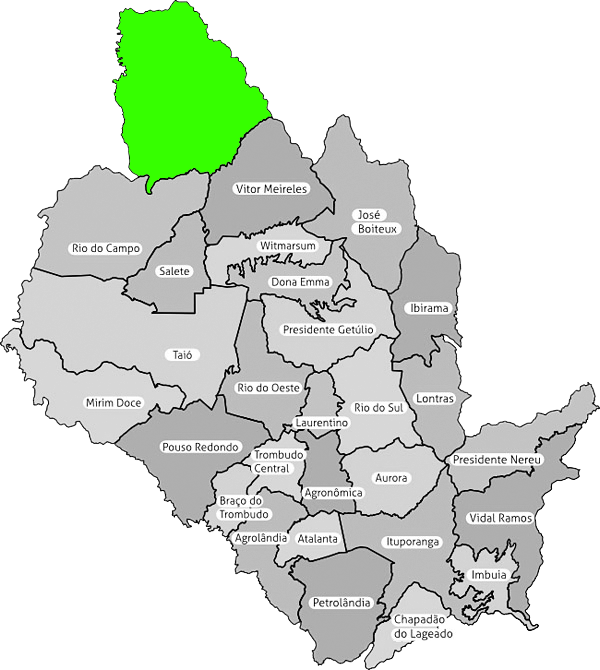 Vitor Meireles
José
Boiteux
Rio do Campo
Witmarsum
Salete
Dona Emma
Ibirama
Presidente Getúlio
Taió
Rio do Oeste
Lontras
Mirim Doce
Rio do Sul
Laurentino
Pouso Redondo
Trombudo
Central
Presidente Nereu
Aurora
Agronômica
Braço do
Trombudo
Vidal Ramos
Agrolândia
Atalanta
Ituporanga
Imbuia
Petrolândia
Chapadão
do Lageado